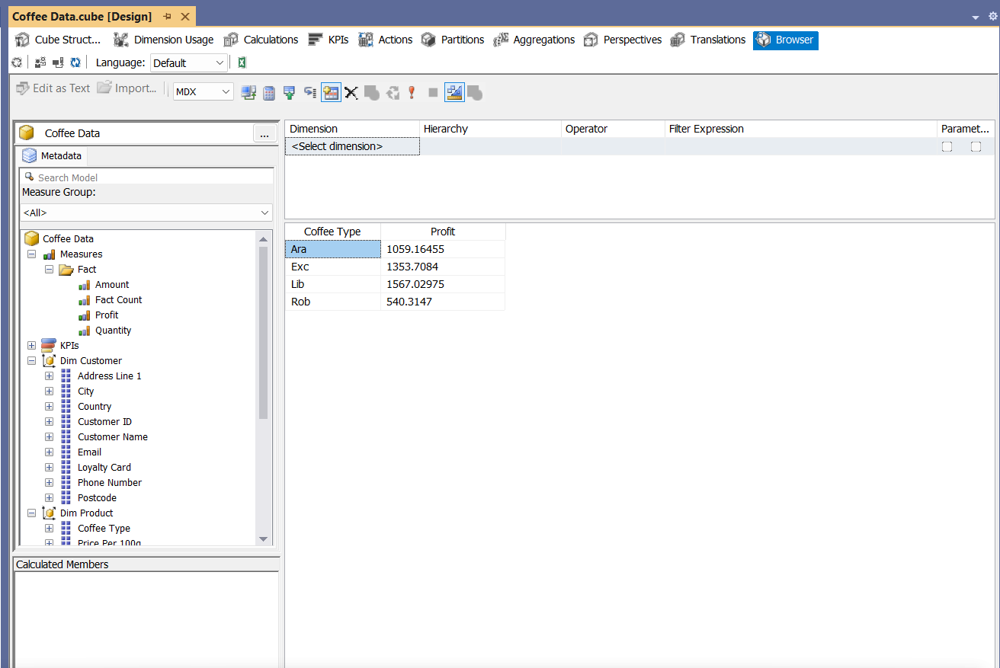 Coffee Data.cube [Design]
Cube Struct... Dimension Usage Calculations KPIs Actions Partitions Aggregations Perspectives Translations Browser
Language: Default
Edit as Text Import... MDX
Coffee Data ...
Metadata
Search Model
Measure Group:
<All>
Coffee Data
Measures
Fact
Amount
Fact Count
Profit
Quantity
KPIs
Dim Customer
Address Line 1
City
Country
Customer ID
Customer Name
Email
Loyalty Card
Phone Number
Postcode
Dim Product
Coffee Type
Price Per 100g
Calculated Members
Dimension Hierarchy Operator Filter Expression Paramet...
<Select dimension>
Coffee Type Profit
Ara 1059.16455
Exc 1353.7084
Lib 1567.02975
Rob 540.3147